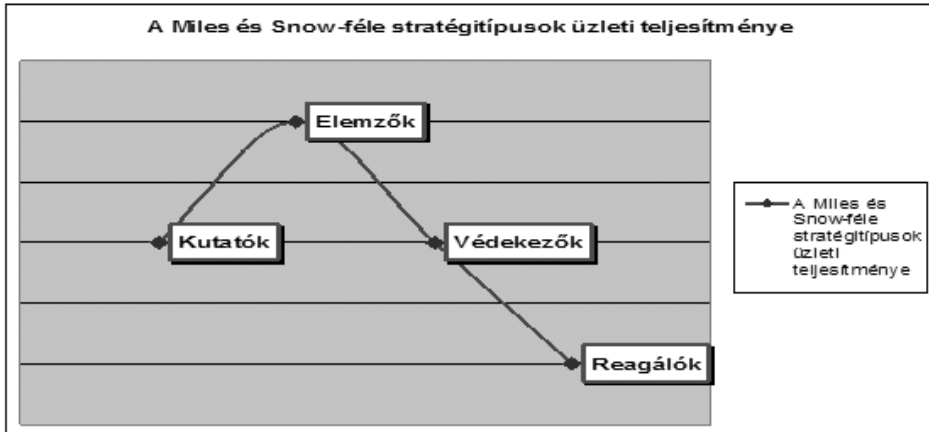 A Miles és Snow-féle stratégitípusok üzleti teljesítménye
Elemzők
Kutatók
Védekezők
Reagálók
A Miles és
Snow-féle
stratégitípusok
üzleti
teljesítménye